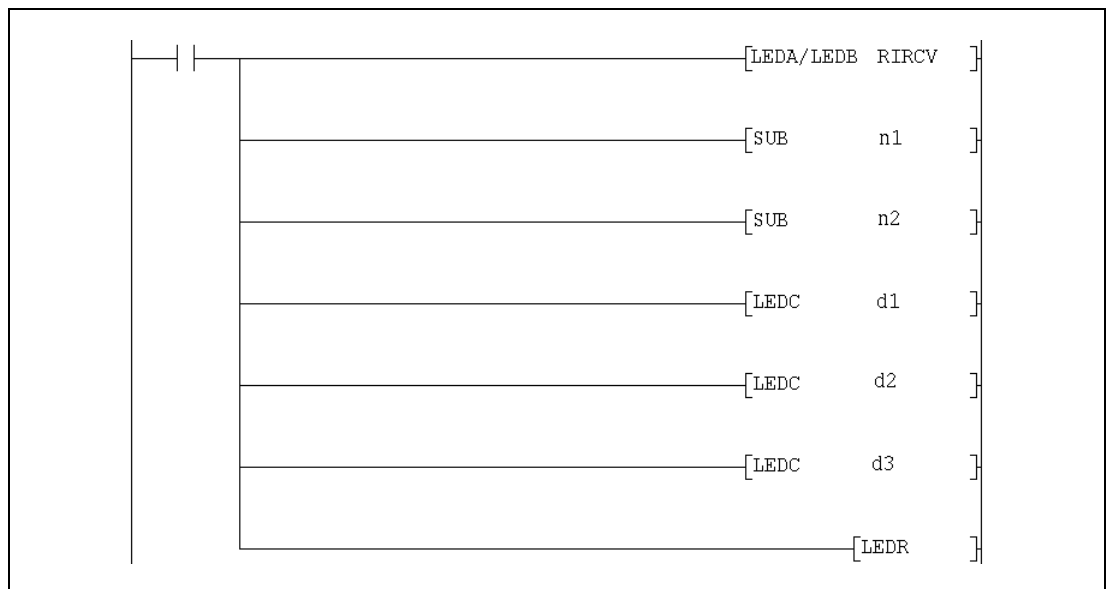 [LEDA/LEDB RIRCV ]
[SUB n1 ]
[SUB n2 ]
[LEDC d1 ]
[LEDC d2 ]
[LEDC d3 ]
[LEDR ]